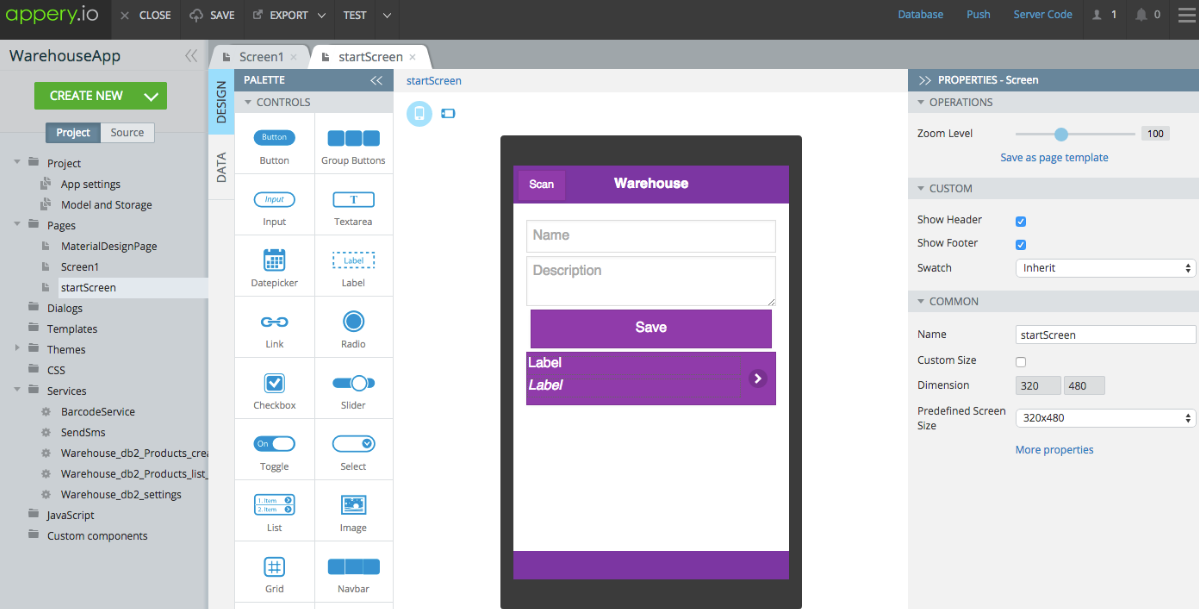 appery.io
CLOSE
SAVE
EXPORT
TEST
Database
Push
Server Code
1
0
WarehouseApp
CREATE NEW
Project
Source
Project
App settings
Model and Storage
Pages
MaterialDesignPage
Screen1
startScreen
Dialogs
Templates
Themes
CSS
Services
BarcodeService
SendSms
Warehouse_db2_Products_crea
Warehouse_db2_Products_list_
Warehouse_db2_settings
JavaScript
Custom components
Screen1
startScreen
DESIGN
DATA
PALETTE
CONTROLS
Button
Button
Group Buttons
Input
Input
T
Textarea
Datepicker
Label
Label
Link
Radio
Checkbox
Slider
On
Toggle
Select
1.Item
2.Item
List
Image
Grid
Navbar
startScreen
Scan
Warehouse
Name
Description
Save
Label
Label
PROPERTIES - Screen
OPERATIONS
Zoom Level
100
Save as page template
CUSTOM
Show Header
Show Footer
Swatch
Inherit
COMMON
Name
startScreen
Custom Size
Dimension
320
480
Predefined Screen
Size
320x480
More properties